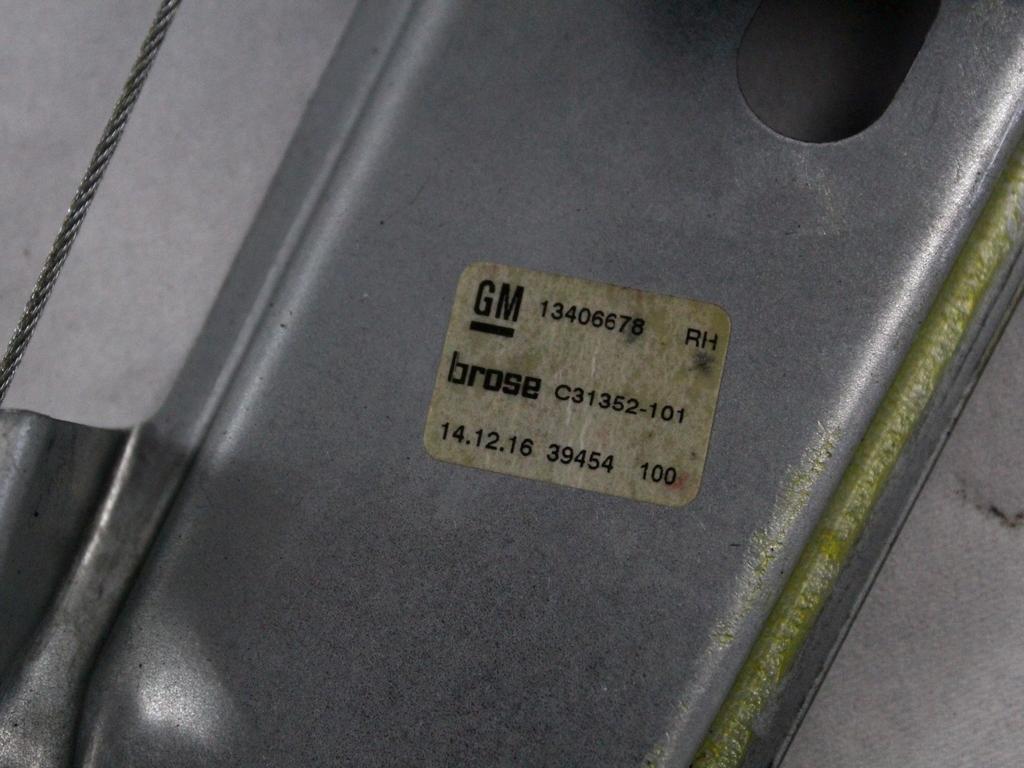 GM 13406678 RH
brose C31352-101
14.12.16 39454 100